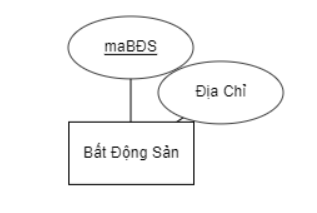 maBĐS
Địa Chỉ
Bất Động Sản